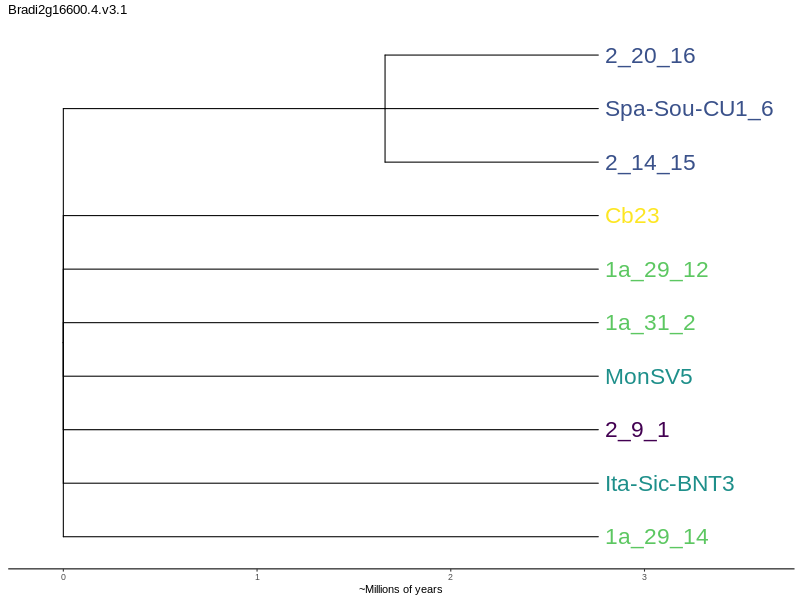 Bradi2g16600.4.v3.1
2_20_16
Spa-Sou-CU1_6
2_14_15
Cb23
1a_29_12
1a_31_2
MonSV5
2_9_1
Ita-Sic-BNT3
1a_29_14
0 1 2 3
~Millions of years